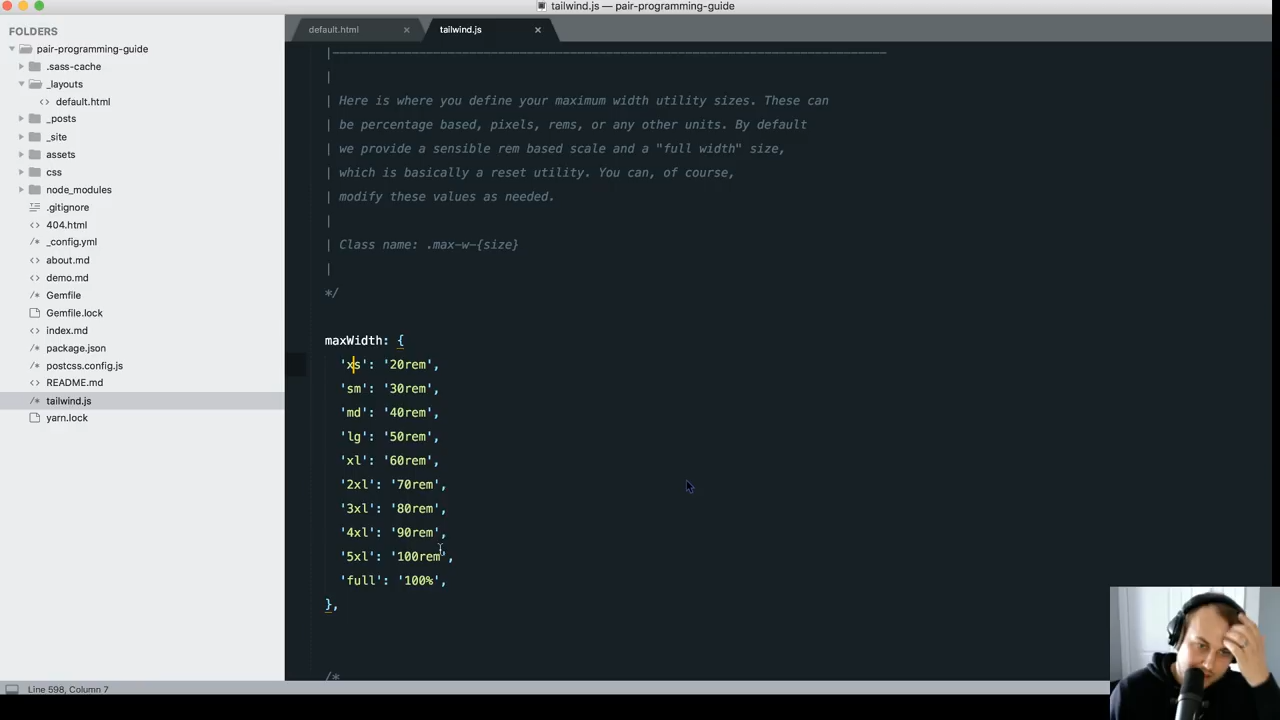 tailwind.js — pair-programming-guide
FOLDERS
pair-programming-guide
.sass-cache
_layouts
default.html
_posts
_site
assets
css
node_modules
.gitignore
404.html
_config.yml
about.md
demo.md
Gemfile
Gemfile.lock
index.md
package.json
postcss.config.js
README.md
tailwind.js
yarn.lock
default.html ×
tailwind.js ×
|-----------------------------------------------------------------------------
|
| Here is where you define your maximum width utility sizes. These can
| be percentage based, pixels, rems, or any other units. By default
| we provide a sensible rem based scale and a "full width" size,
| which is basically a reset utility. You can, of course,
| modify these values as needed.
|
| Class name: .max-w-{size}
|
*/
maxWidth: {
'xs': '20rem',
'sm': '30rem',
'md': '40rem',
'lg': '50rem',
'xl': '60rem',
'2xl': '70rem',
'3xl': '80rem',
'4xl': '90rem',
'5xl': '100rem',
'full': '100%',
},
/*
Line 598, Column 7